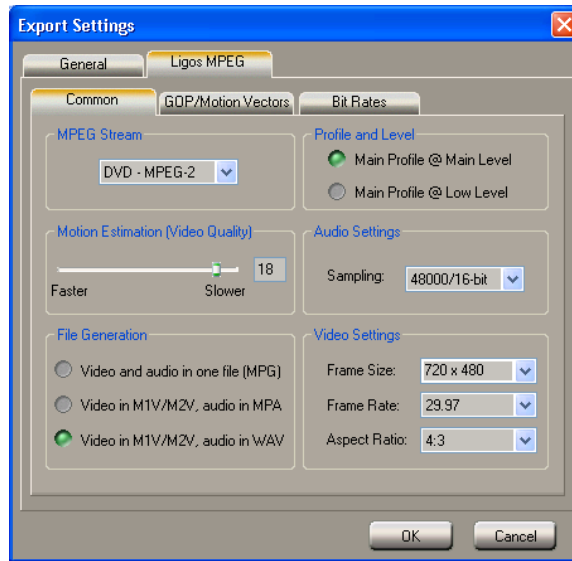 Export Settings
General
Ligos MPEG
Common
GOP/Motion Vectors
Bit Rates
MPEG Stream
DVD - MPEG-2
Profile and Level
Main Profile @ Main Level
Main Profile @ Low Level
Motion Estimation (Video Quality)
18
Faster
Slower
Audio Settings
Sampling:
48000/16-bit
File Generation
Video and audio in one file (MPG)
Video in M1V/M2V, audio in MPA
Video in M1V/M2V, audio in WAV
Video Settings
Frame Size:
720 x 480
Frame Rate:
29.97
Aspect Ratio:
4:3
OK
Cancel